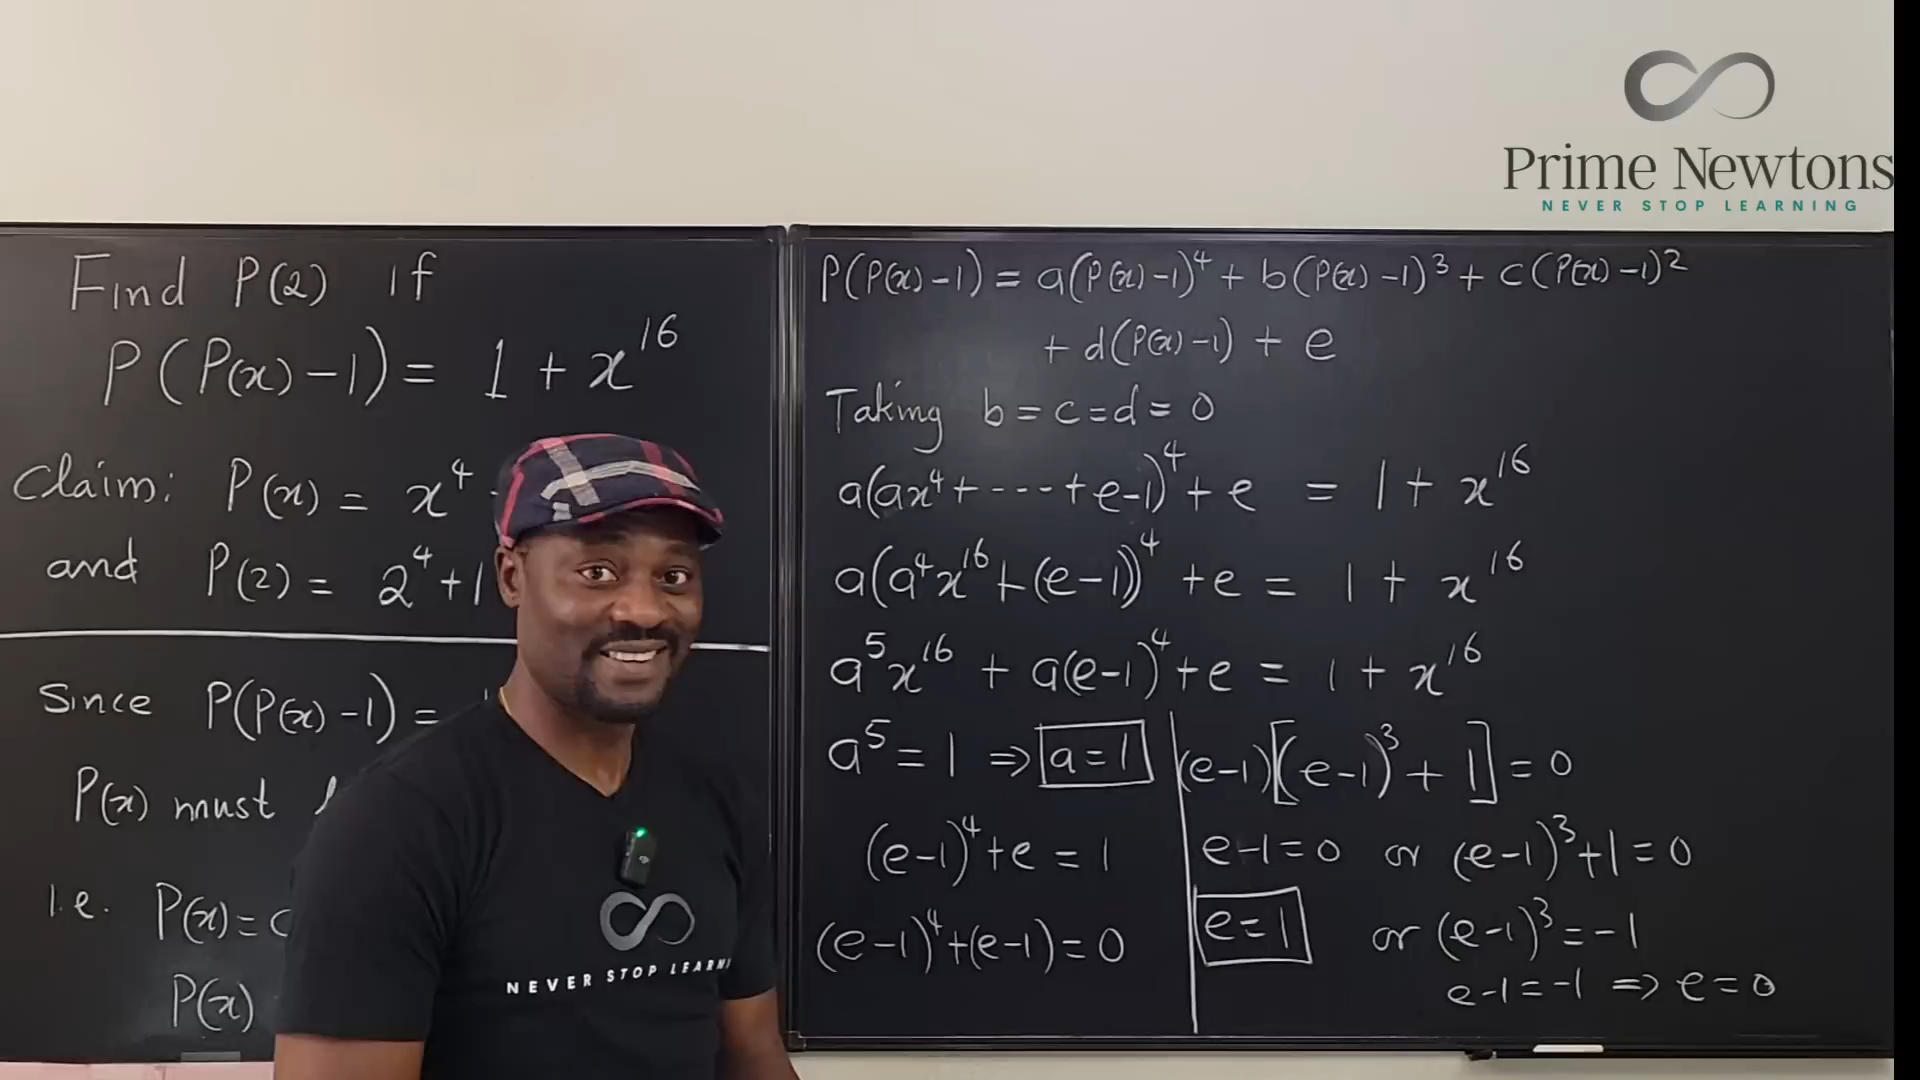 Prime Newtons
NEVER STOP LEARNING
Find P(2) if
P(P(x)-1) = 1 + x^16
Claim: P(x) = x^4
and P(2) = 2^4 + 1
Since P(P(x)-1) =
P(x) must
i.e. P(x) =
P(x)
P(P(x)-1) = a(P(x)-1)^4 + b(P(x)-1)^3 + c(P(x)-1)^2
+ d(P(x)-1) + e
Taking b = c = d = 0
a(ax^4 + --- + e-1)^4 + e = 1 + x^16
a(a^4x^16 + (e-1))^4 + e = 1 + x^16
a^5x^16 + a(e-1)^4 + e = 1 + x^16
a^5 = 1 ⇒ a = 1
(e-1)^4 + e = 1
(e-1)^4 + (e-1) = 0
(e-1)[(e-1)^3 + 1] = 0
e-1 = 0 or (e-1)^3 + 1 = 0
e = 1 or (e-1)^3 = -1
e-1 = -1 ⇒ e = 0
NEVER STOP LEARN